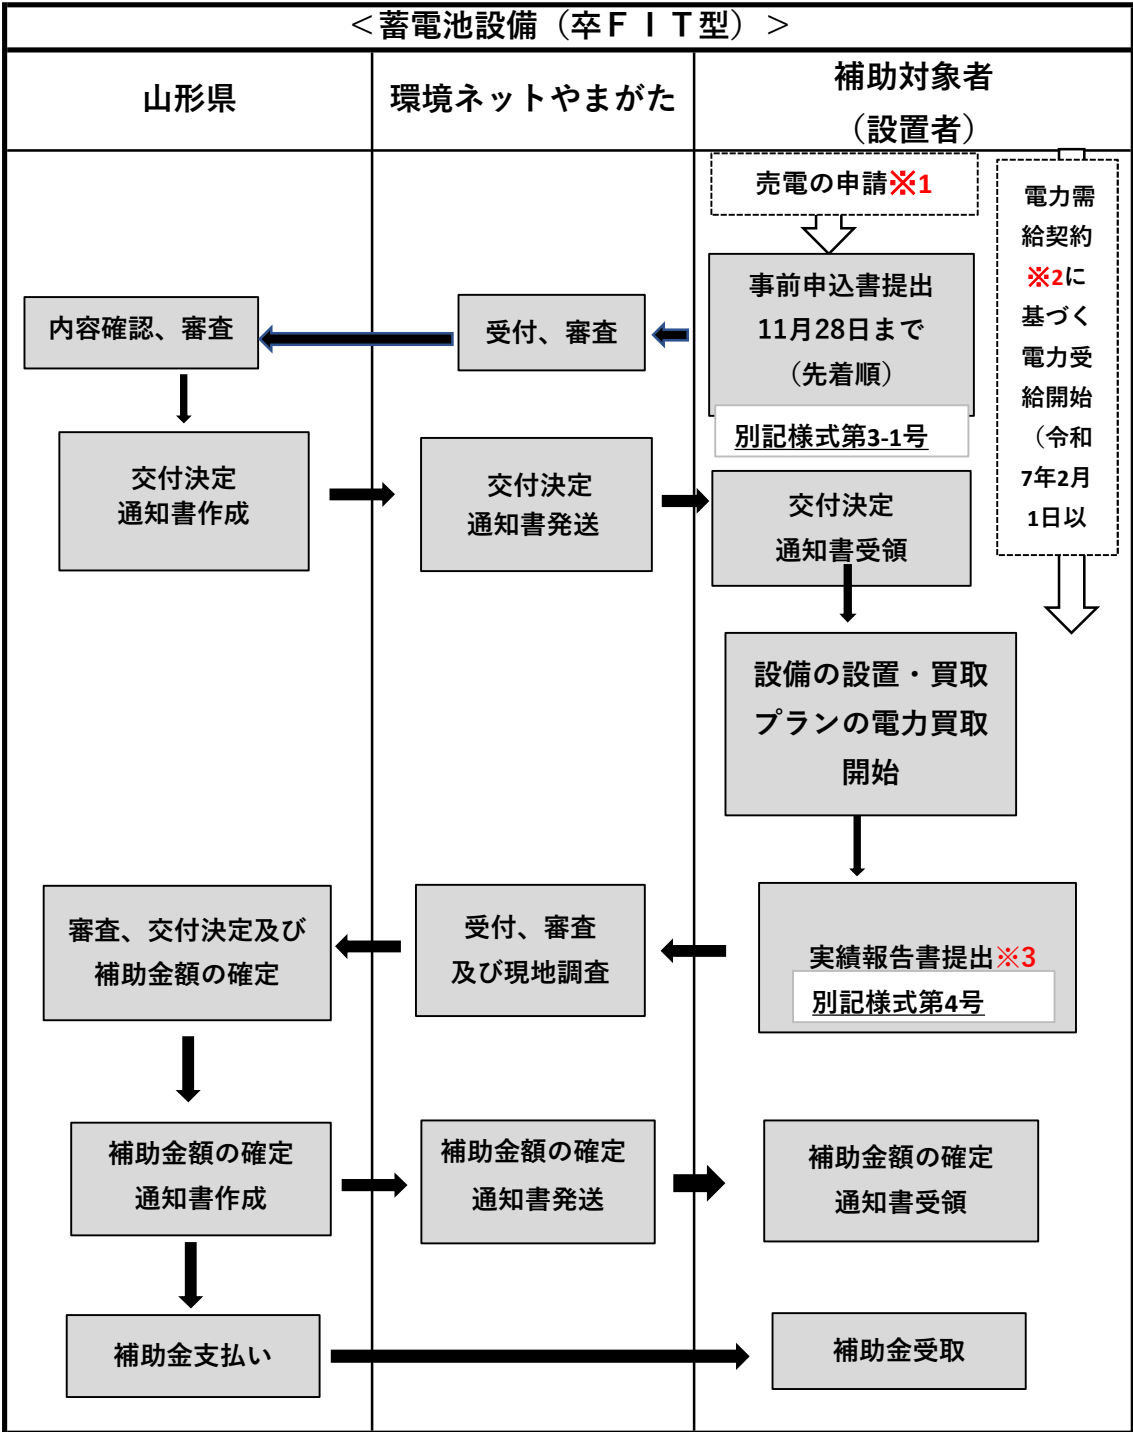 ＜蓄電池設備（卒ＦＩＴ型）＞
山形県
環境ネットやまがた
補助対象者
（設置者）
売電の申請※1
事前申込書提出
11月28日まで
（先着順）
別記様式第3-1号
電力需
給契約
※2に
基づく
電力受
給開始
（令和
7年2月
1日以
受付、審査
内容確認、審査
交付決定
通知書作成
交付決定
通知書発送
交付決定
通知書受領
設備の設置・買取
プランの電力買取
開始
実績報告書提出※3
別記様式第4号
受付、審査
及び現地調査
審査、交付決定及び
補助金額の確定
補助金額の確定
通知書作成
補助金額の確定
通知書発送
補助金額の確定
通知書受領
補助金支払い
補助金受取